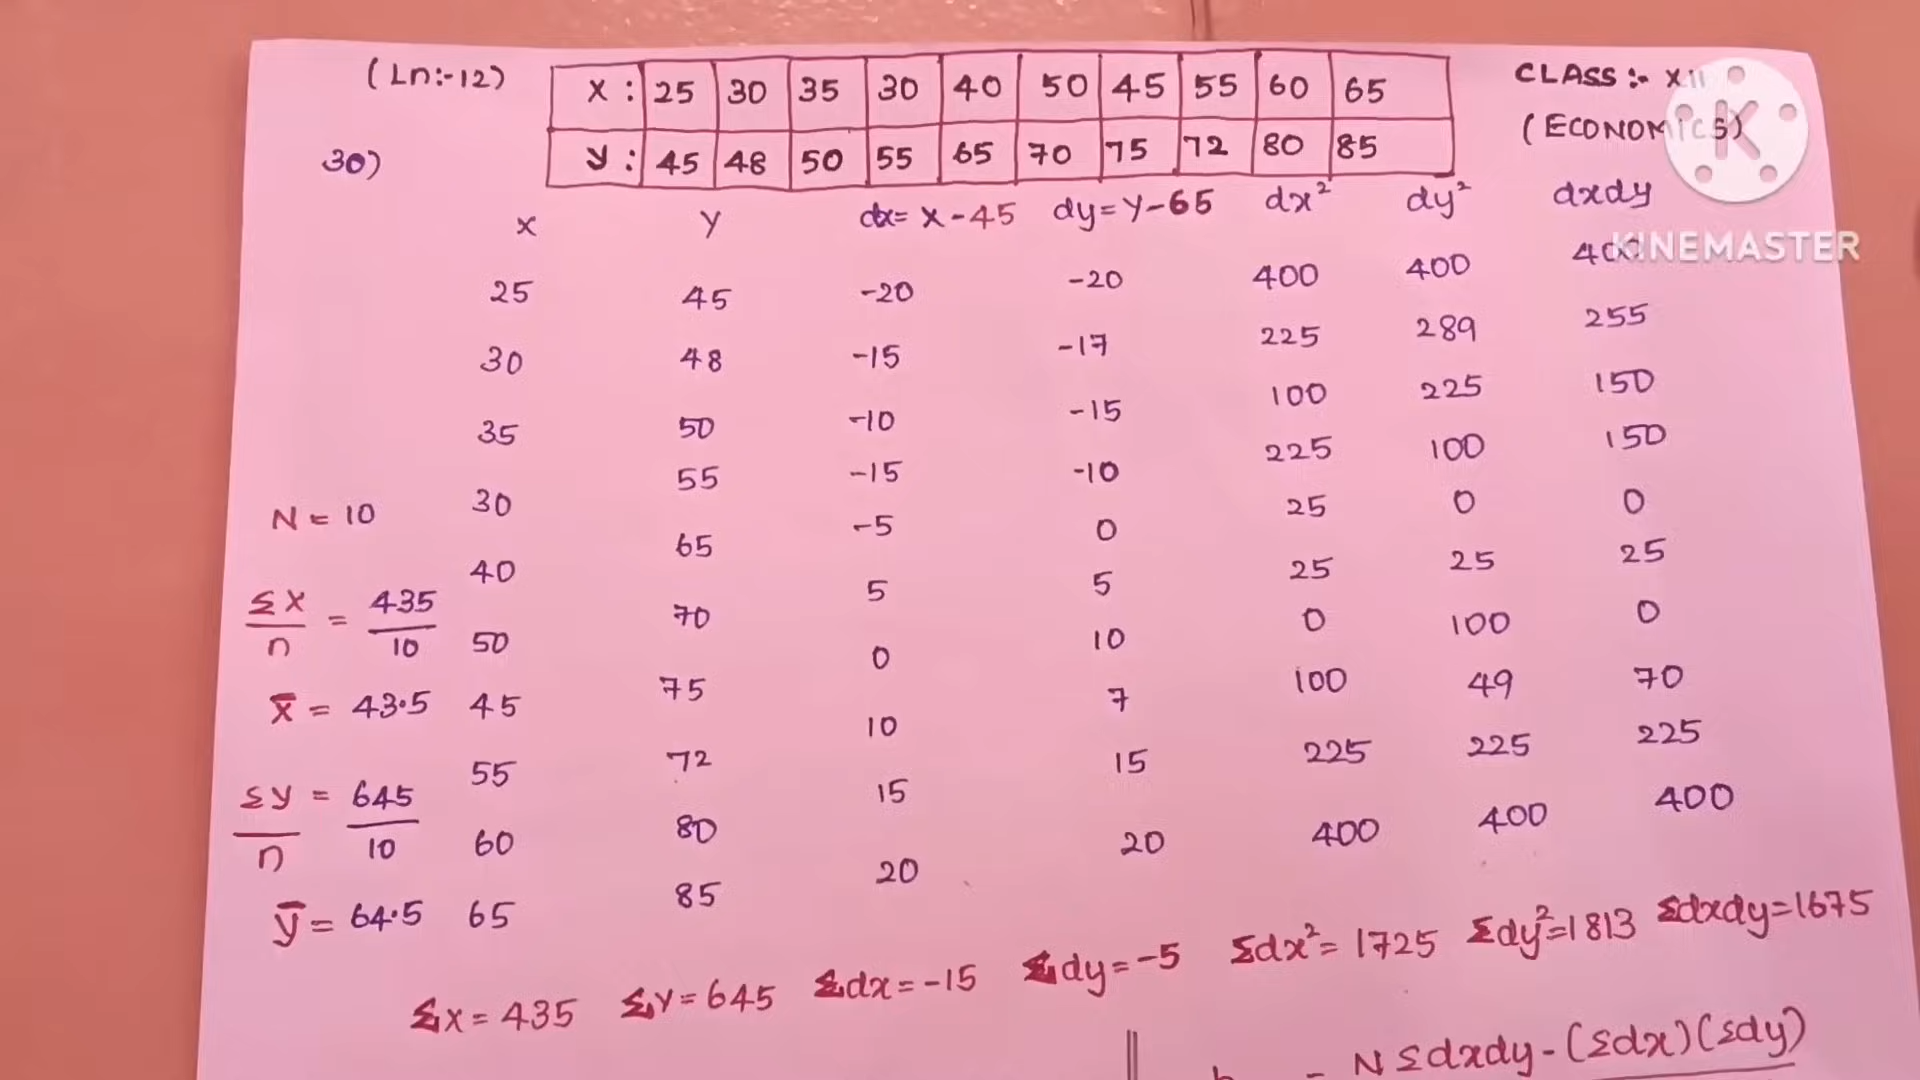 (Ln:-12)
X : 25 30 35 30 40 50 45 55 60 65
CLASS :- XII
(ECONOMICS)
30)
y : 45 48 50 55 65 70 75 72 80 85
x Y dx= X-45 dy=Y-65 dx² dy² dxdy
KINEMASTER
25 45 -20 -20 400 400 400
30 48 -15 -17 225 289 255
35 50 -10 -15 100 225 150
30 55 -15 -10 225 100 150
40 65 -5 0 25 0 0
50 70 5 5 25 25 25
45 75 0 10 0 100 0
55 72 10 7 100 49 70
60 80 15 15 225 225 225
65 85 20 20 400 400 400
N = 10
Σx/n = 435/10
x̄ = 43.5
Σy/n = 645/10
ȳ = 64.5
Σx = 435 Σy = 645 Σdx = -15 Σdy = -5 Σdx² = 1725 Σdy²=1813 Σdxdy=1675
= NΣdxdy - (Σdx)(Σdy)